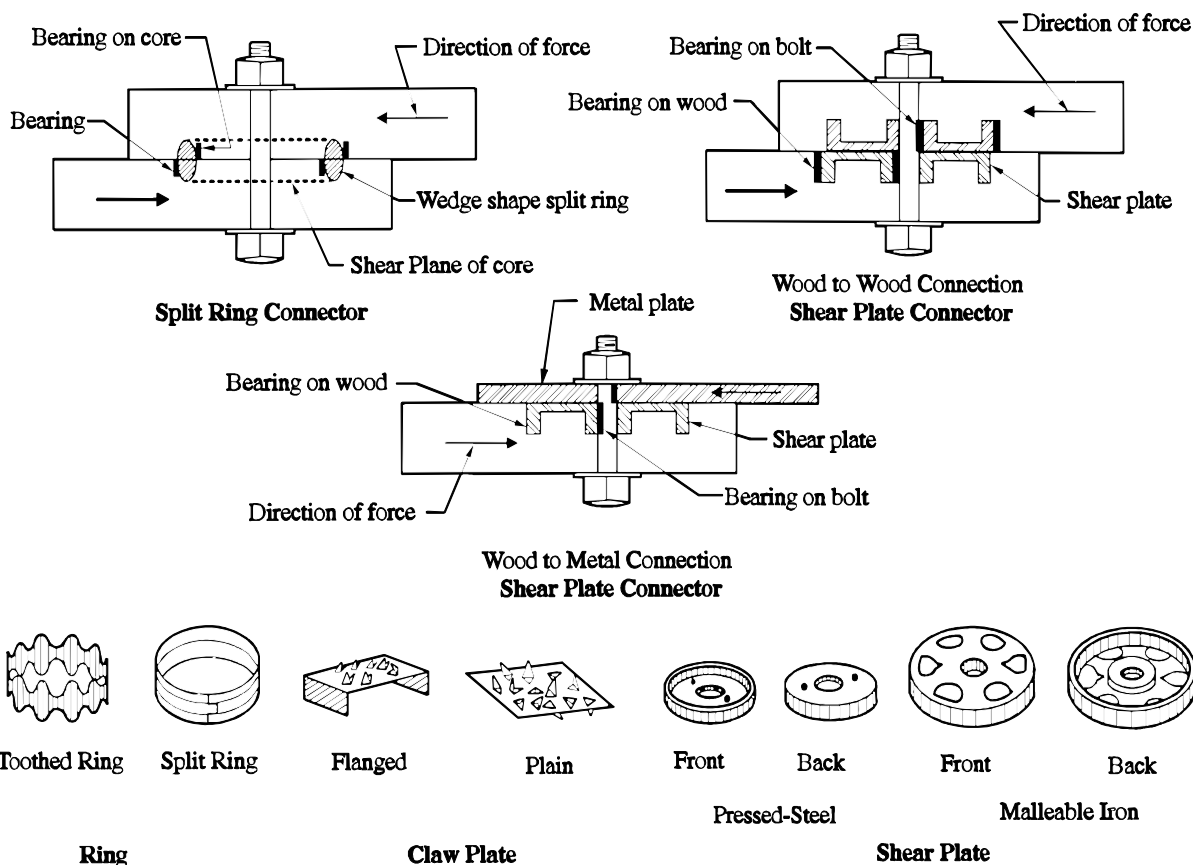 Bearing on core
Direction of force
Bearing
Wedge shape split ring
Shear Plane of core
Split Ring Connector
Direction of force
Bearing on bolt
Bearing on wood
Shear plate
Wood to Wood Connection
Shear Plate Connector
Metal plate
Bearing on wood
Shear plate
Bearing on bolt
Direction of force
Wood to Metal Connection
Shear Plate Connector
Toothed Ring
Split Ring
Flanged
Plain
Front
Back
Front
Back
Pressed-Steel
Malleable Iron
Ring
Claw Plate
Shear Plate